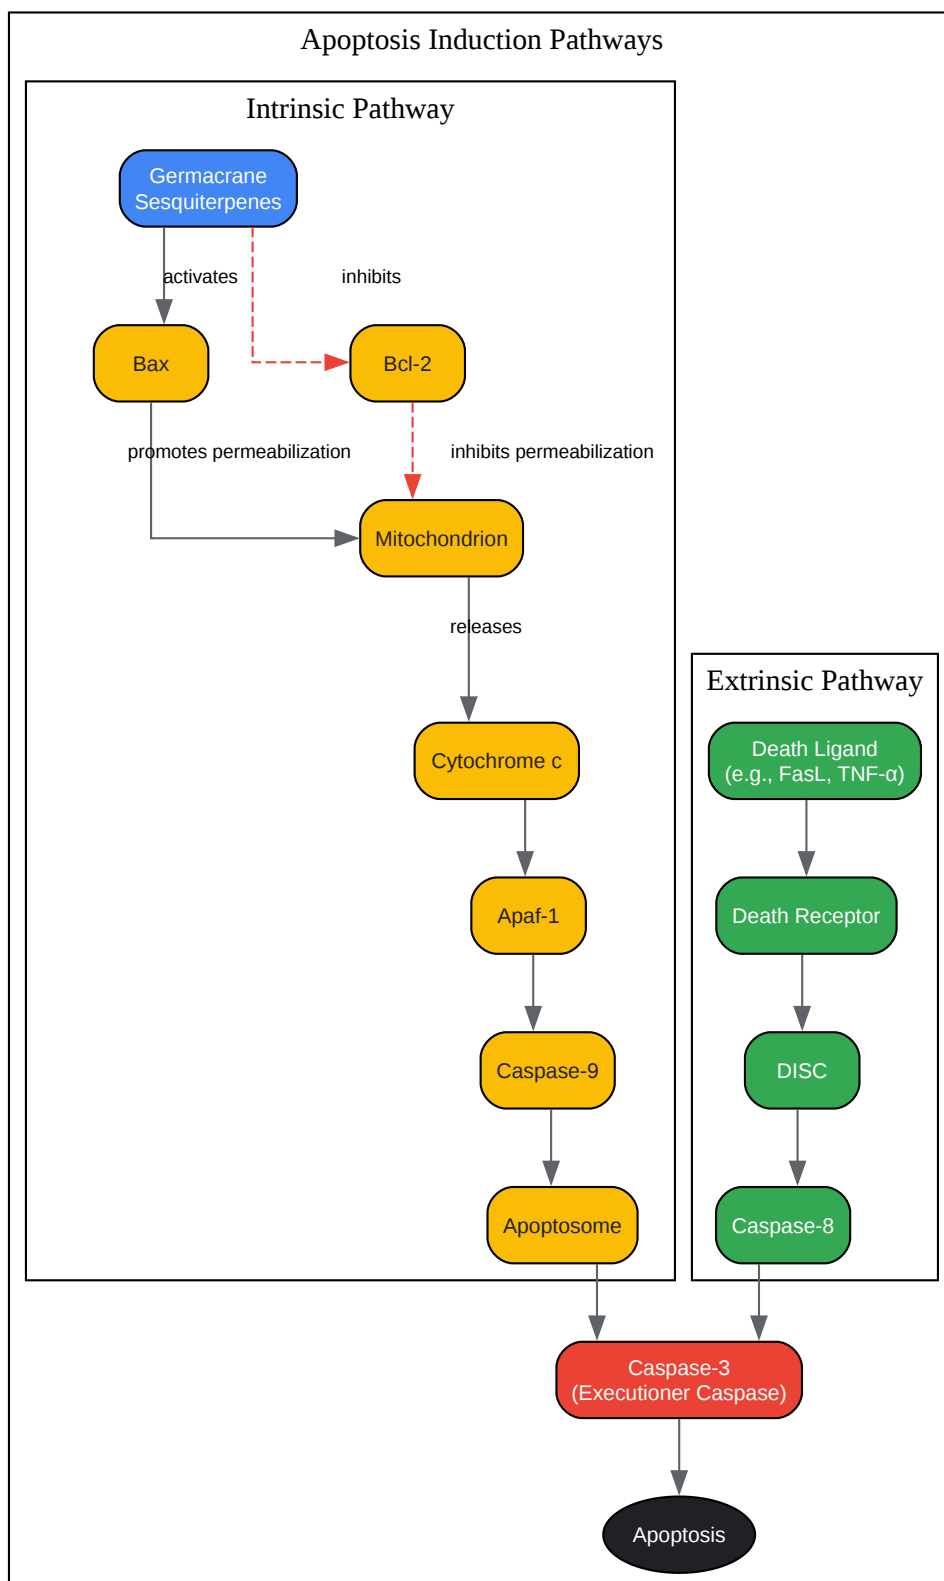 Apoptosis Induction Pathways
Intrinsic Pathway
Germacrane
Sesquiterpenes
activates
inhibits
Bax
Bcl-2
promotes permeabilization
inhibits permeabilization
Mitochondrion
releases
Extrinsic Pathway
Cytochrome c
Death Ligand
(e.g., FasL, TNF-α)
Apaf-1
Death Receptor
Caspase-9
DISC
Apoptosome
Caspase-8
Caspase-3
(Executioner Caspase)
Apoptosis